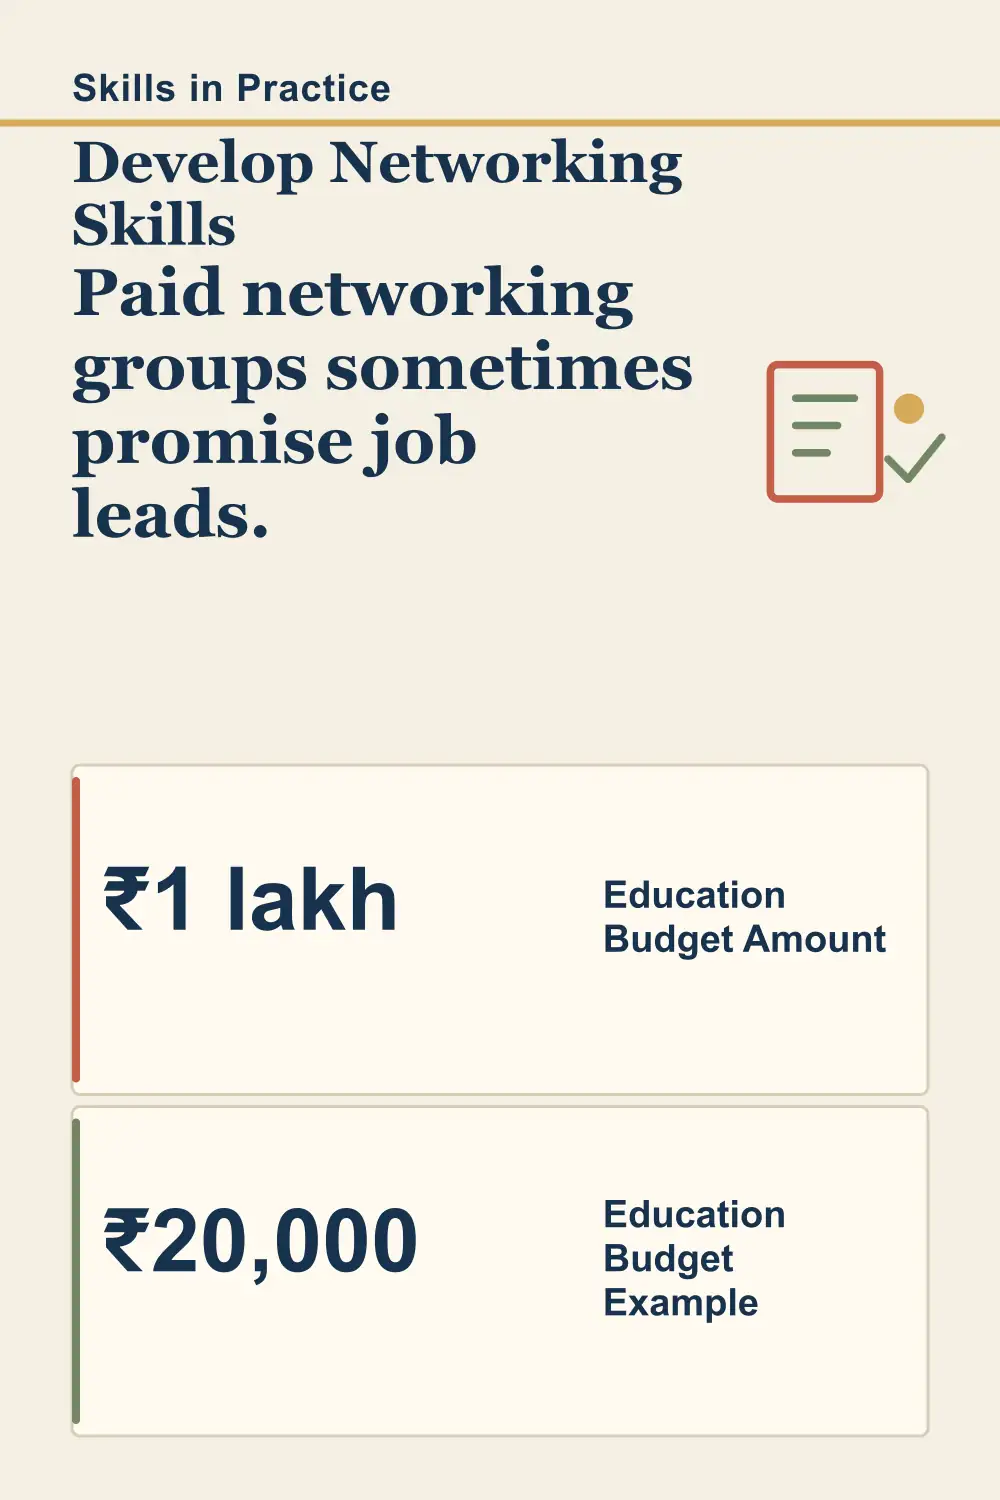 Skills in Practice
Develop Networking
Skills
Paid networking
groups sometimes
promise job
leads.
₹1 lakh
Education
Budget Amount
₹20,000
Education
Budget
Example